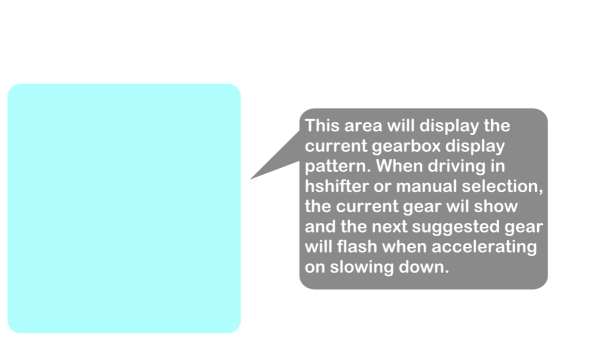 This area will display the
current gearbox display
pattern. When driving in
hshifter or manual selection,
the current gear wil show
and the next suggested gear
will flash when accelerating
on slowing down.